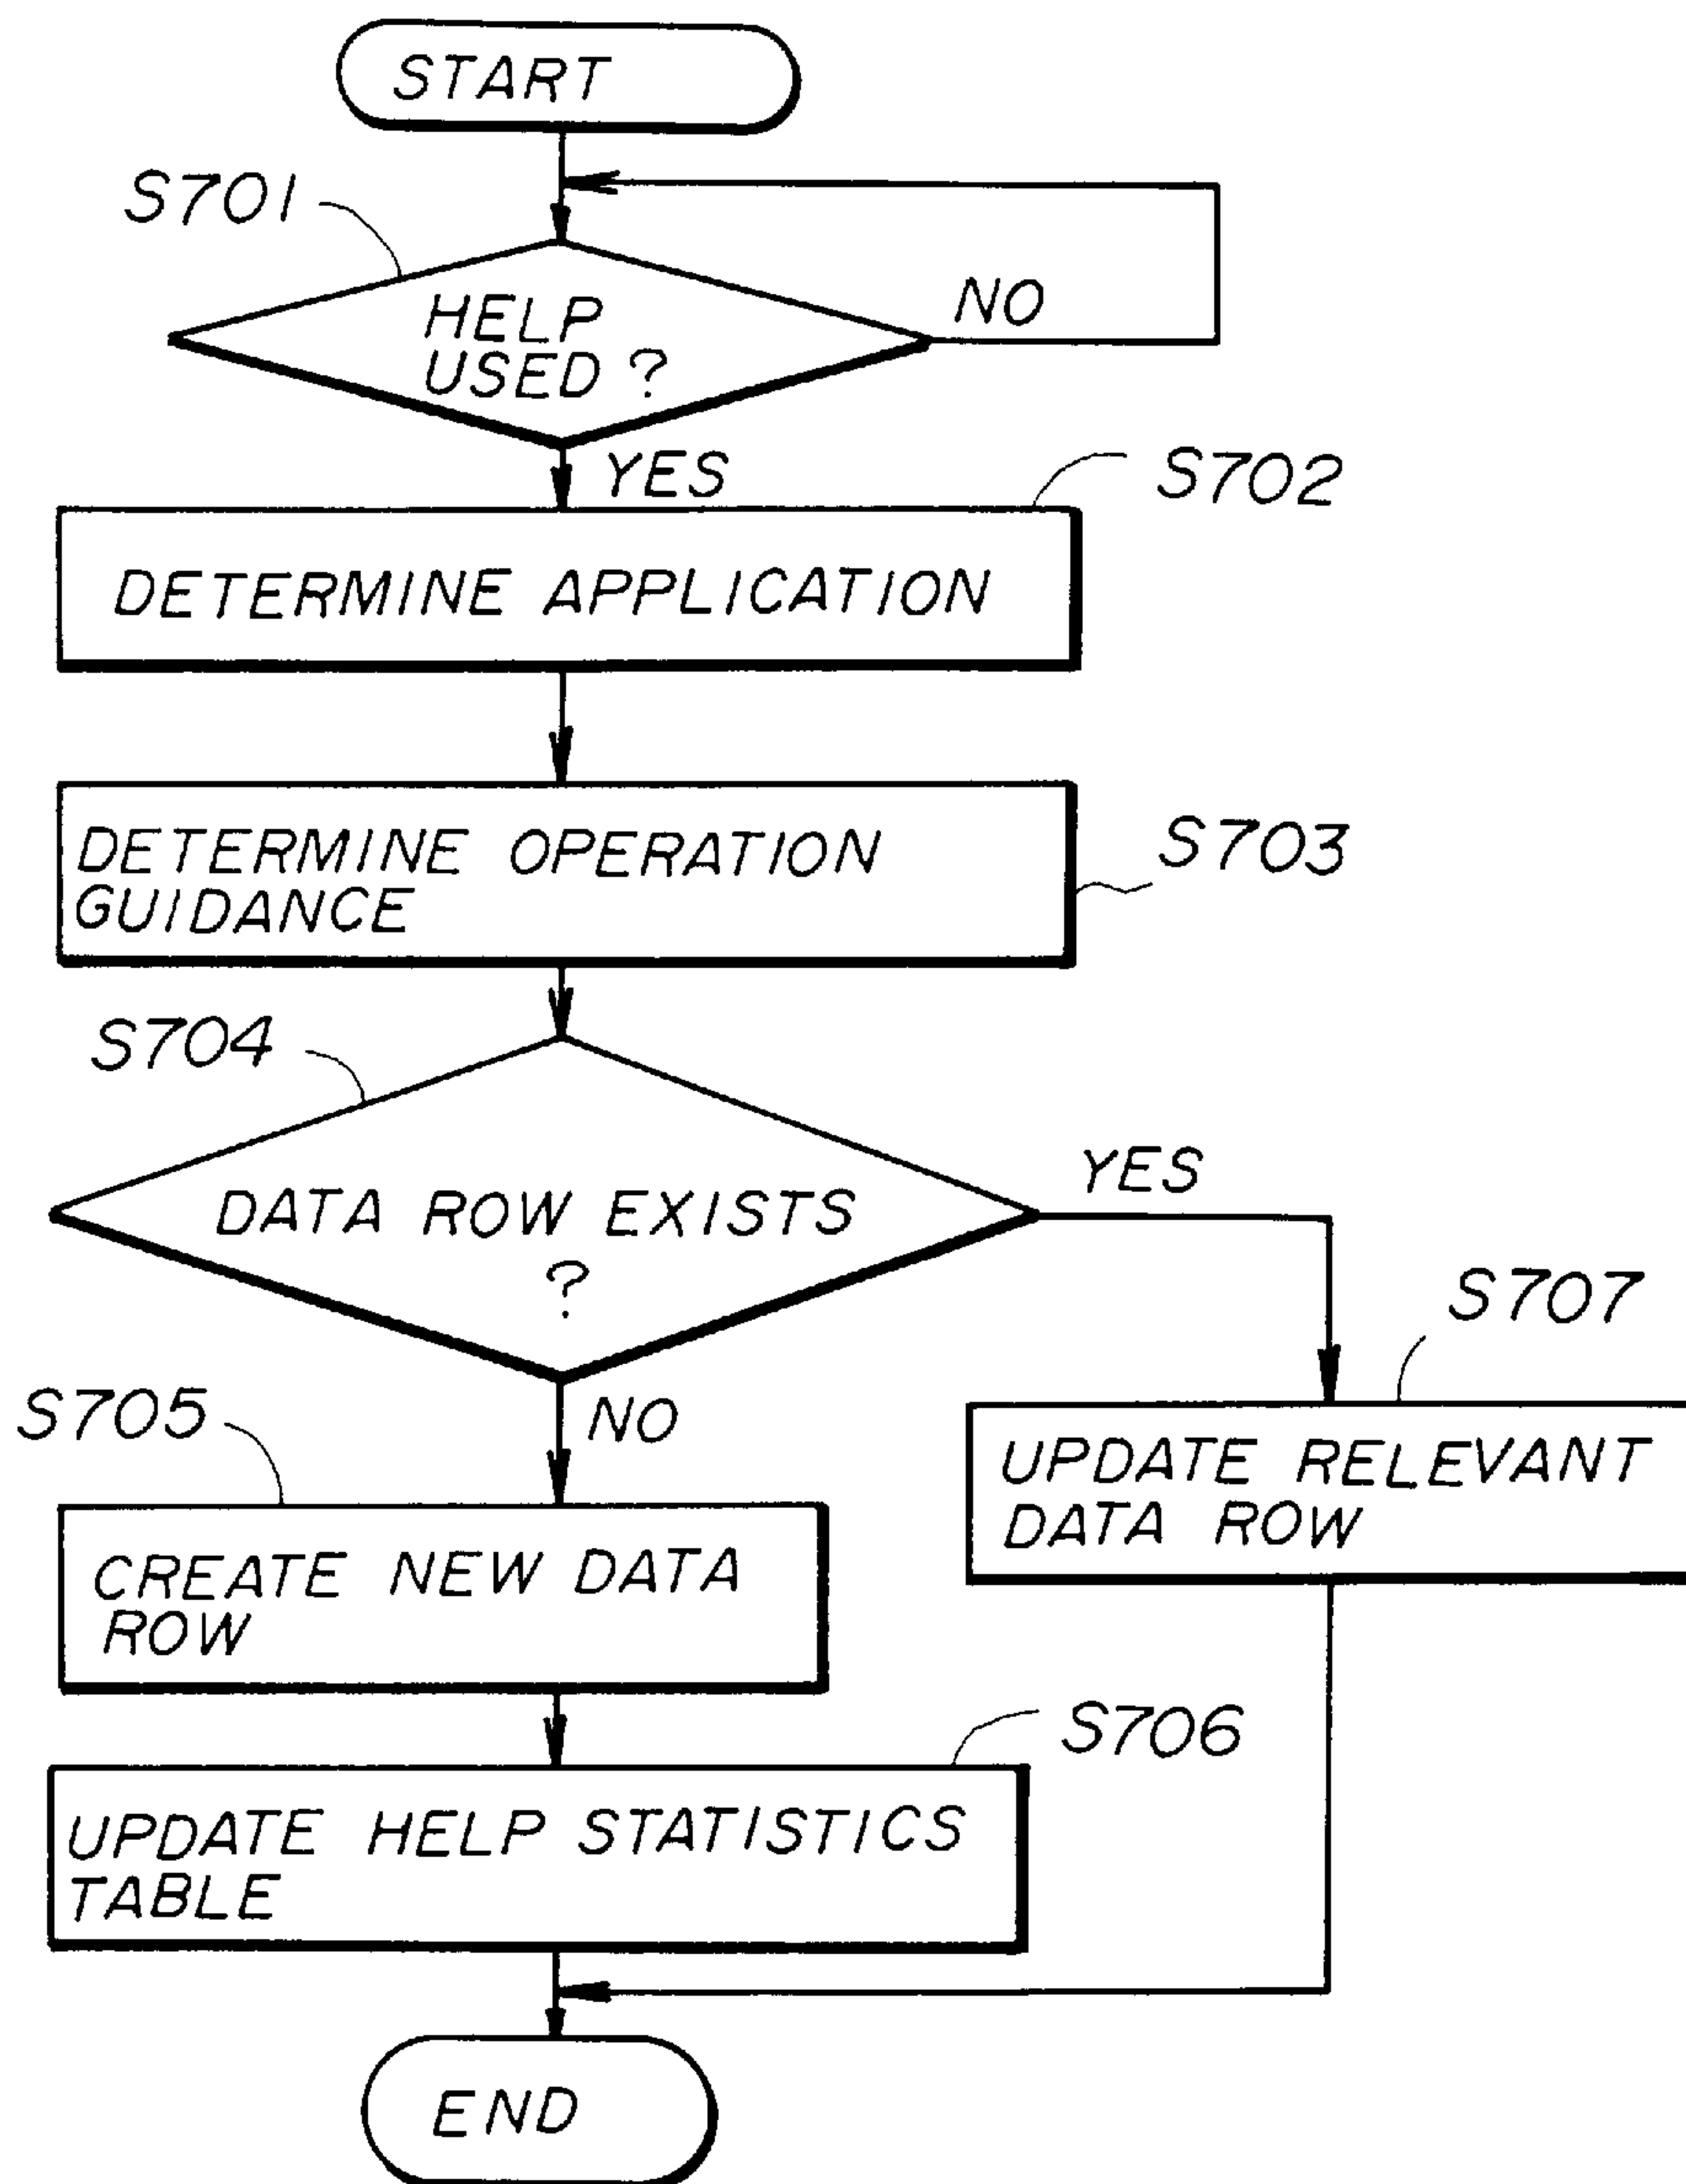 START
S701
HELP
USED ?
NO
YES
S702
DETERMINE APPLICATION
DETERMINE OPERATION
GUIDANCE
S703
S704
DATA ROW EXISTS
?
YES
NO
S705
S707
CREATE NEW DATA
ROW
UPDATE RELEVANT
DATA ROW
S706
UPDATE HELP STATISTICS
TABLE
END